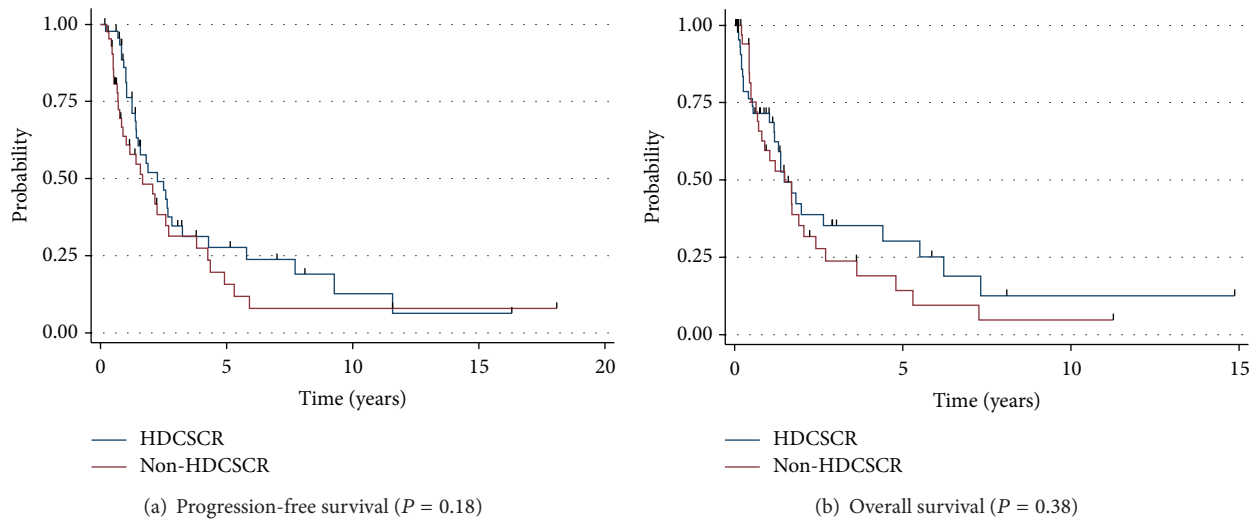 1.00
0.75
0.50
0.25
0.00
Probability
0 5 10 15 20
Time (years)
HDCSCR
Non-HDCSCR
(a) Progression-free survival (P = 0.18)
1.00
0.75
0.50
0.25
0.00
Probability
0 5 10 15
Time (years)
HDCSCR
Non-HDCSCR
(b) Overall survival (P = 0.38)